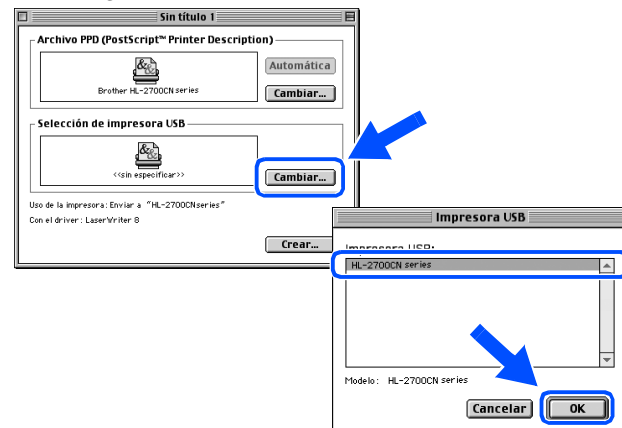 Sin título 1
Archivo PPD (PostScript™ Printer Description)
Automática
Brother HL-2700CN series
Cambiar...
Selección de impresora USB
<<sin especificar>>
Cambiar...
Uso de la impresora: Enviar a "HL-2700CNseries"
Con el driver: LaserWriter 8
Crear...
Impresora USB
Impresora USB:
HL-2700CN series
Modelo: HL-2700CN series
Cancelar
OK